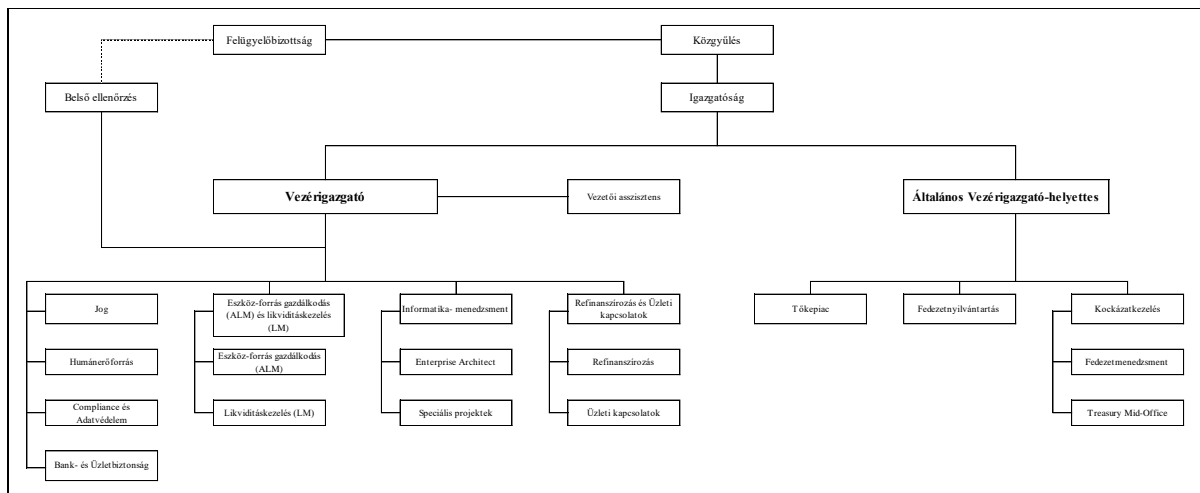 Felügyelőbizottság
Közgyűlés
Belső ellenőrzés
Igazgatóság
Vezérigazgató
Vezetői asszisztens
Általános Vezérigazgató-helyettes
Jog
Humánerőforrás
Compliance és
Adatvédelem
Bank- és Üzletbiztonság
Eszköz-forrás gazdálkodás
(ALM) és likviditáskezelés
(LM)
Eszköz-forrás gazdálkodás
(ALM)
Likviditáskezelés (LM)
Informatika- menedzsment
Enterprise Architect
Speciális projektek
Refinanszírozás és Üzleti
kapcsolatok
Refinanszírozás
Üzleti kapcsolatok
Tőkepiac
Fedezetnyilvántartás
Kockázatkezelés
Fedezetmenedzsment
Treasury Mid-Office